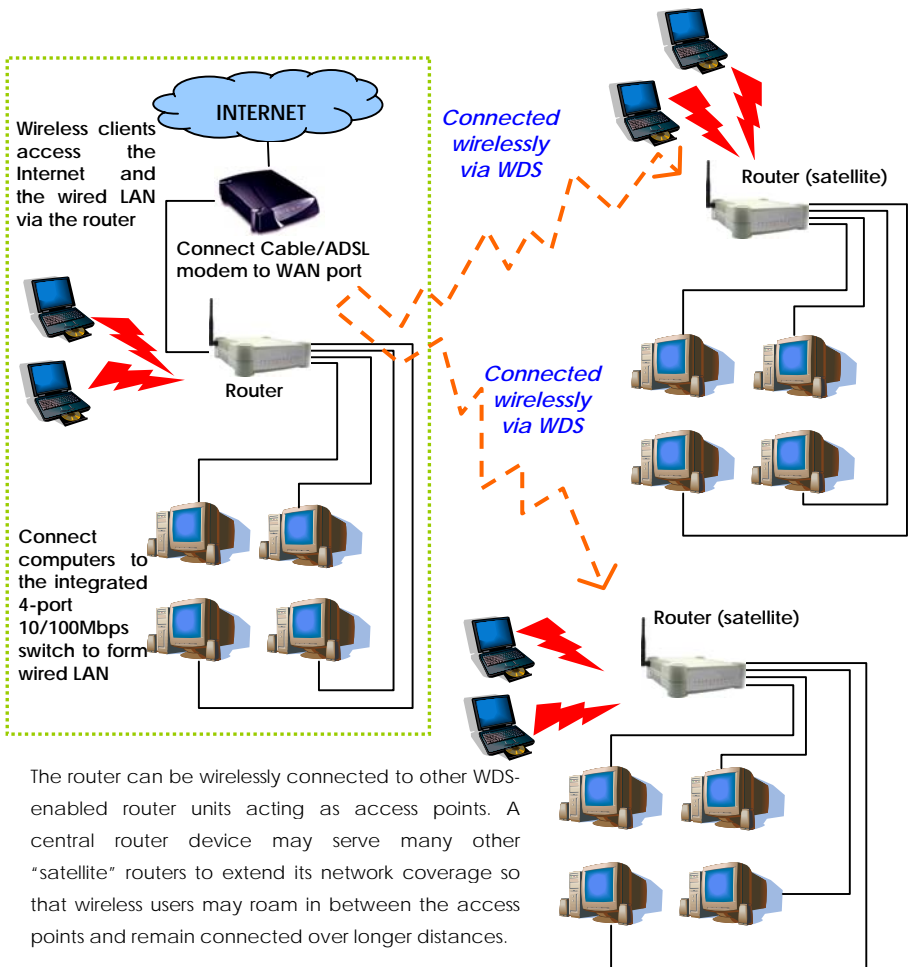 INTERNET
Wireless clients
access the
Internet and
the wired LAN
via the router
Connect Cable/ADSL
modem to WAN port
Router
Connect
computers to
the integrated
4-port
10/100Mbps
switch to form
wired LAN
Connected
wirelessly
via WDS
Router (satellite)
Connected
wirelessly
via WDS
Router (satellite)
The router can be wirelessly connected to other WDS-
enabled router units acting as access points. A
central router device may serve many other
“satellite” routers to extend its network coverage so
that wireless users may roam in between the access
points and remain connected over longer distances.